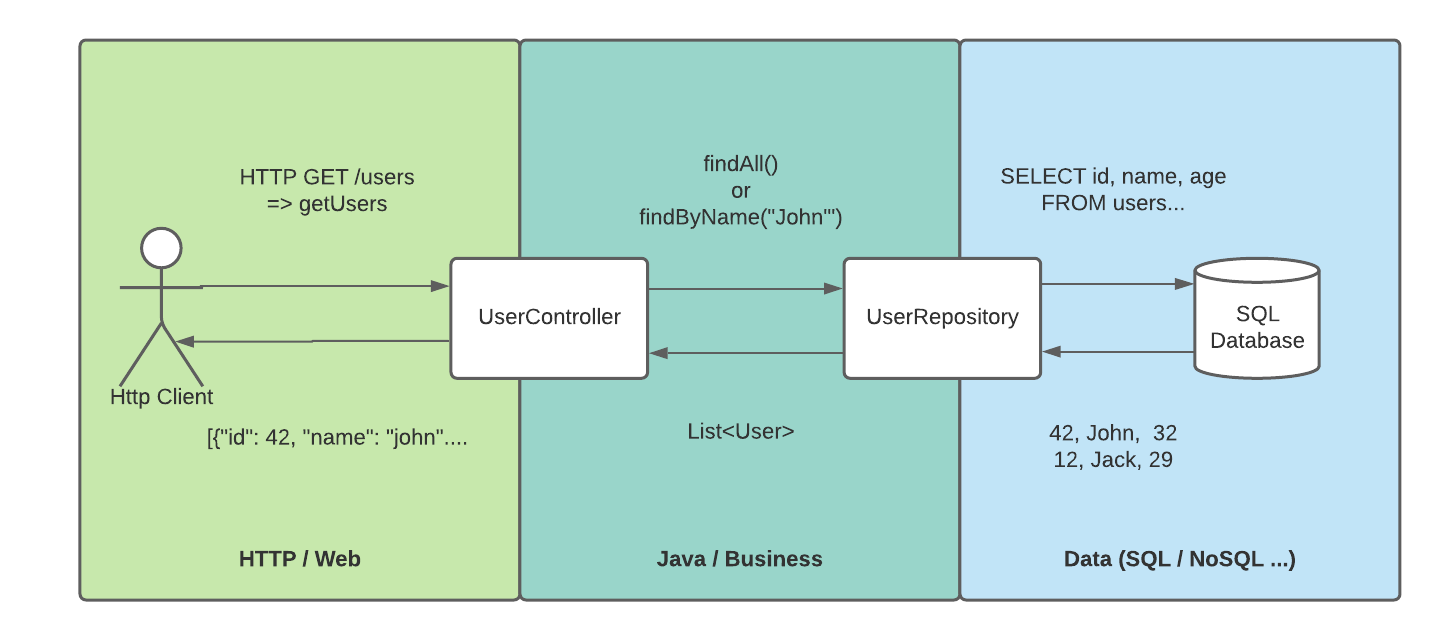 HTTP GET /users
=> getUsers
findAll()
or
findByName("John'")
SELECT id, name, age
FROM users...
Http Client
UserController
UserRepository
SQL
Database
[{"id": 42, "name": "john"....
List<User>
42, John,  32
12, Jack, 29
HTTP / Web
Java / Business
Data (SQL / NoSQL ...)